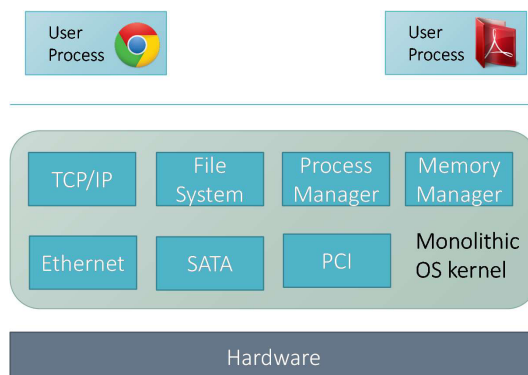 User
Process
User
Process
TCP/IP
File
System
Process
Manager
Memory
Manager
Ethernet
SATA
PCI
Monolithic
OS kernel
Hardware